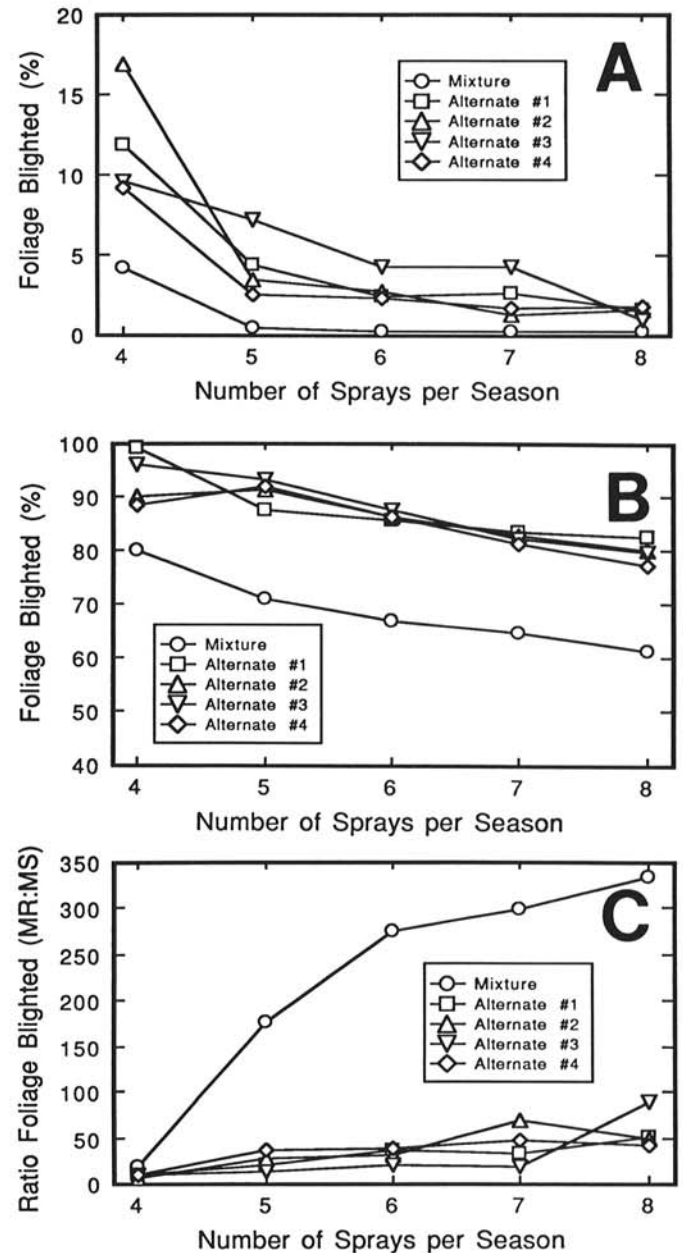 A
Foliage Blighted (%)
20
15
10
5
0
Mixture
Alternate #1
Alternate #2
Alternate #3
Alternate #4
4 5 6 7 8
Number of Sprays per Season
B
Foliage Blighted (%)
100
90
80
70
60
50
40
Mixture
Alternate #1
Alternate #2
Alternate #3
Alternate #4
4 5 6 7 8
Number of Sprays per Season
C
Ratio Foliage Blighted (MR:MS)
350
300
250
200
150
100
50
0
Mixture
Alternate #1
Alternate #2
Alternate #3
Alternate #4
4 5 6 7 8
Number of Sprays per Season